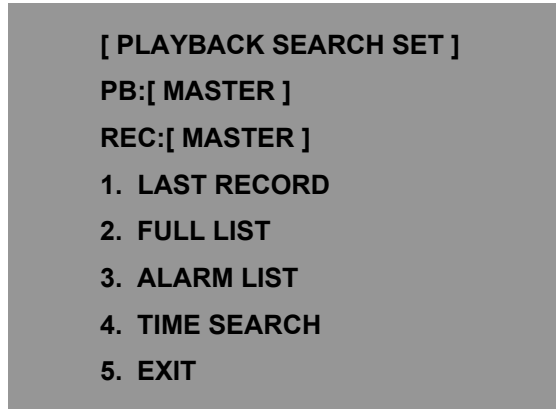 [ PLAYBACK SEARCH SET ]
PB:[ MASTER ]
REC:[ MASTER ]
1. LAST RECORD
2. FULL LIST
3. ALARM LIST
4. TIME SEARCH
5. EXIT